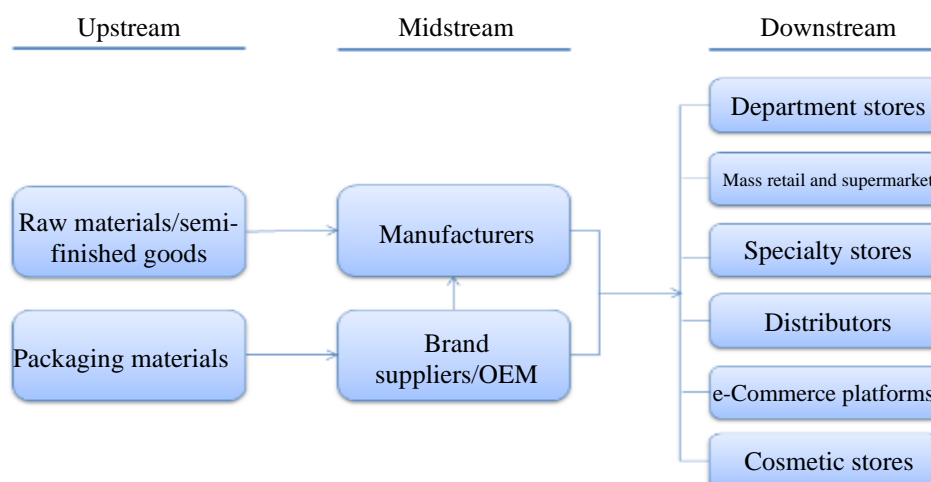 Upstream
Midstream
Downstream
Department stores
Mass retail and supermarket
Raw materials/semi-
finished goods
Manufacturers
Specialty stores
Distributors
Packaging materials
Brand
suppliers/OEM
e-Commerce platforms
Cosmetic stores